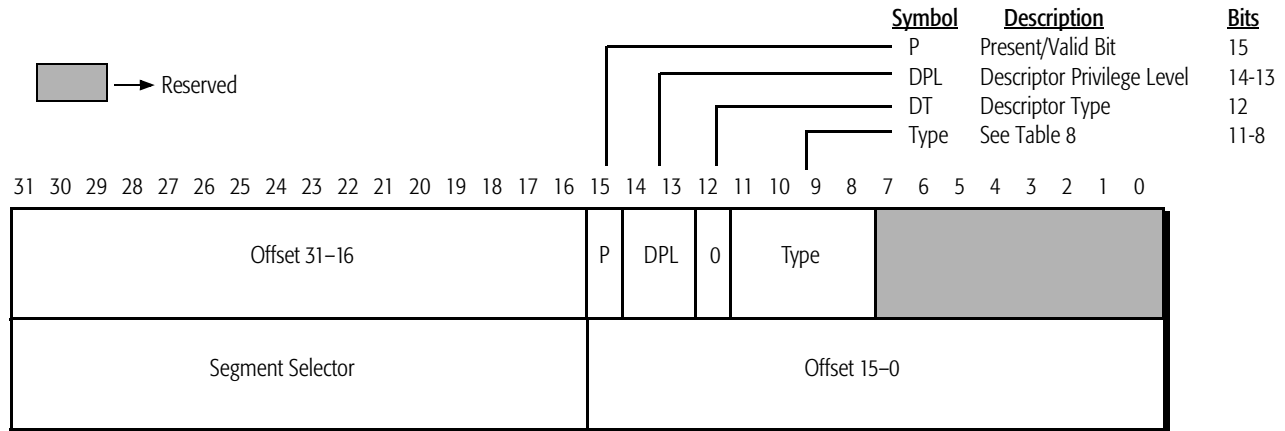 Symbol Description Bits
P Present/Valid Bit 15
DPL Descriptor Privilege Level 14-13
DT Descriptor Type 12
Type See Table 8 11-8
Reserved
31 30 29 28 27 26 25 24 23 22 21 20 19 18 17 16 15 14 13 12 11 10 9 8 7 6 5 4 3 2 1 0
Offset 31–16 P DPL 0 Type
Segment Selector Offset 15–0